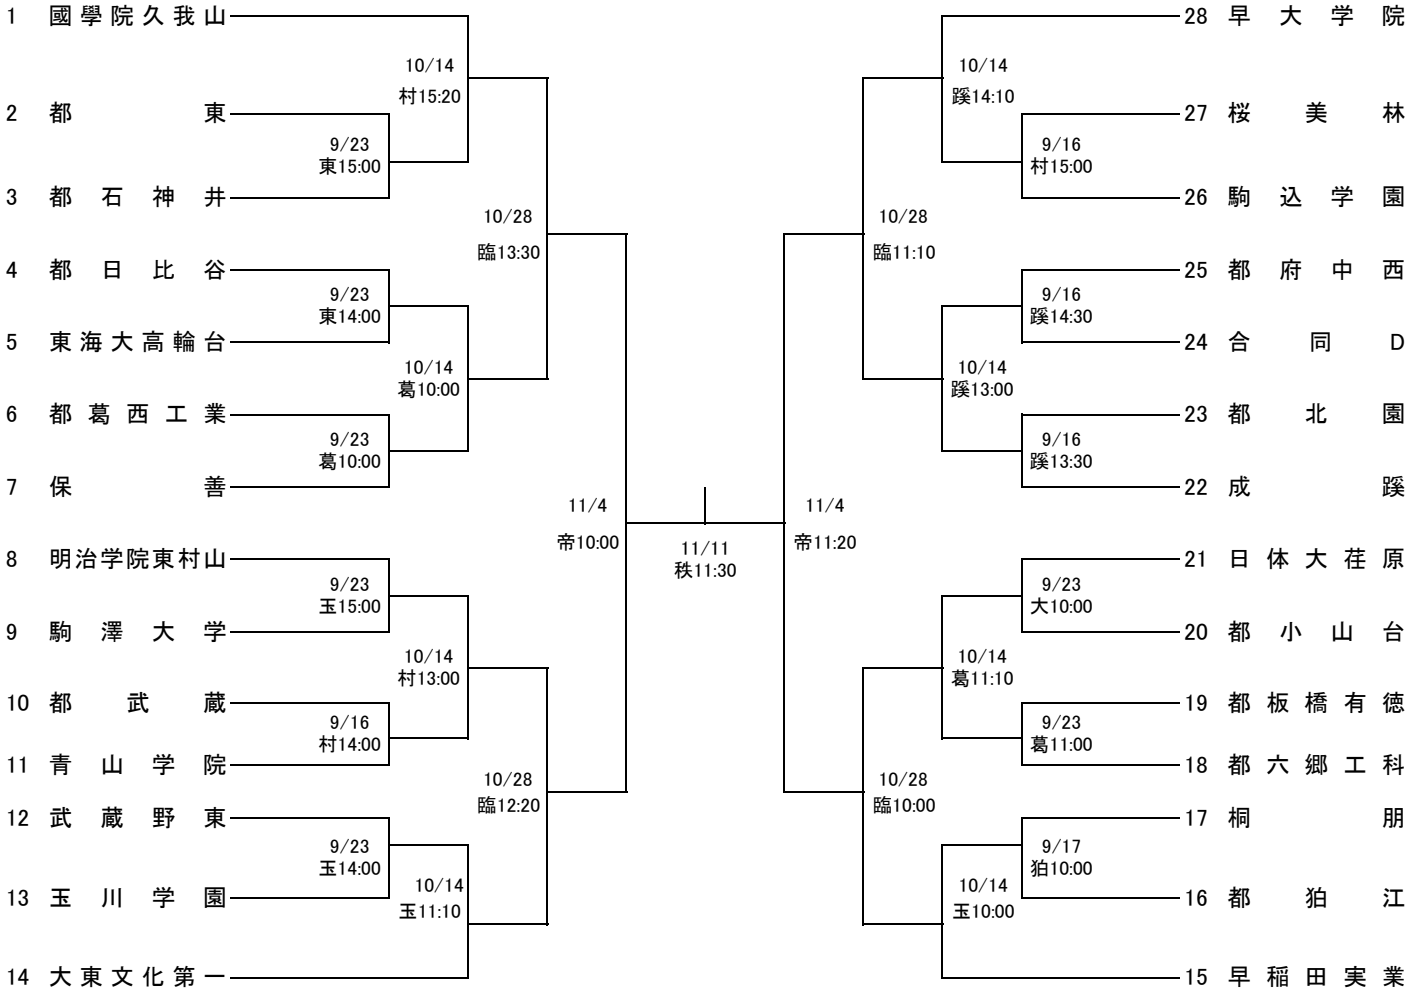 1 國學院久我山
10/14
村15:20
2 都東
9/23
東15:00
3 都石神井
10/28
臨13:30
4 都日比谷
9/23
東14:00
5 東海大高輪台
10/14
葛10:00
6 都葛西工業
9/23
葛10:00
7 保善
11/4
帝10:00
8 明治学院東村山
9/23
玉15:00
9 駒澤大学
10/14
村13:00
10 都武蔵
9/16
村14:00
11 青山学院
10/28
臨12:20
12 武蔵野東
9/23
玉14:00
13 玉川学園
10/14
玉11:10
14 大東文化第一
11/11
秩11:30
28 早大学院
10/14
蹊14:10
27 桜美林
9/16
村15:00
26 駒込学園
10/28
臨11:10
25 都府中西
9/16
蹊14:30
24 合同D
10/14
蹊13:00
23 都北園
9/16
蹊13:30
22 成蹊
11/4
帝11:20
21 日体大荏原
9/23
大10:00
20 都小山台
10/14
葛11:10
19 都板橋有徳
9/23
葛11:00
18 都六郷工科
10/28
臨10:00
17 桐朋
9/17
狛10:00
16 都狛江
10/14
玉10:00
15 早稲田実業